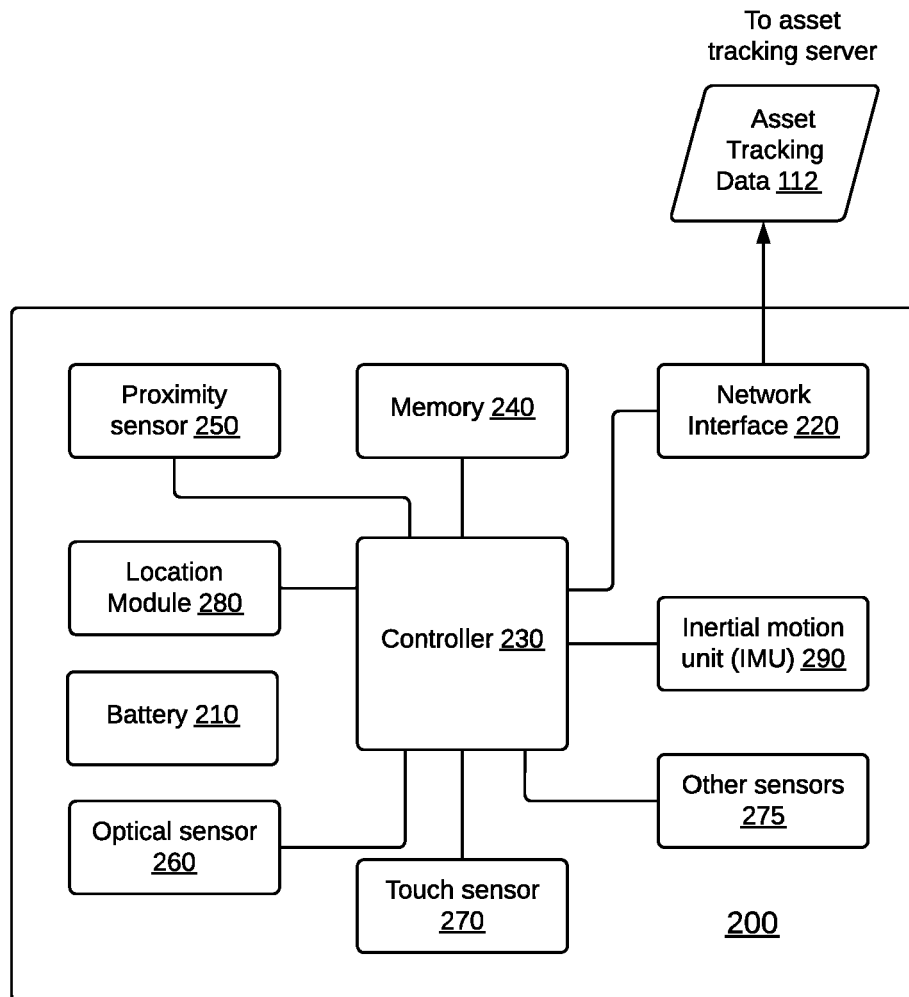 To asset
tracking server
Asset
Tracking
Data 112
Proximity
sensor 250
Memory 240
Network
Interface 220
Location
Module 280
Controller 230
Inertial motion
unit (IMU) 290
Battery 210
Other sensors
275
Optical sensor
260
Touch sensor
270
200